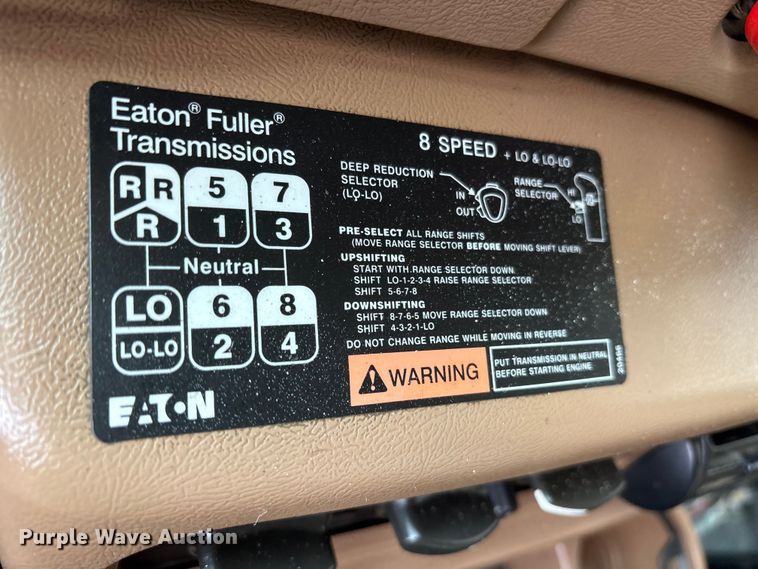 Eaton® Fuller®
Transmissions
8 SPEED + LO & LO-LO
R R 5 7
R 1 3
Neutral
LO 6 8
LO-LO 2 4
EATON
DEEP REDUCTION
SELECTOR
(LO-LO)
IN
OUT
RANGE
SELECTOR
HI
LO
PRE-SELECT ALL RANGE SHIFTS
(MOVE RANGE SELECTOR BEFORE MOVING SHIFT LEVER)
UPSHIFTING
START WITH RANGE SELECTOR DOWN
SHIFT LO-1-2-3-4 RAISE RANGE SELECTOR
SHIFT 5-6-7-8
DOWNSHIFTING
SHIFT 8-7-6-5 MOVE RANGE SELECTOR DOWN
SHIFT 4-3-2-1-LO
DO NOT CHANGE RANGE WHILE MOVING IN REVERSE
WARNING
PUT TRANSMISSION IN NEUTRAL
BEFORE STARTING ENGINE
Purple Wave Auction